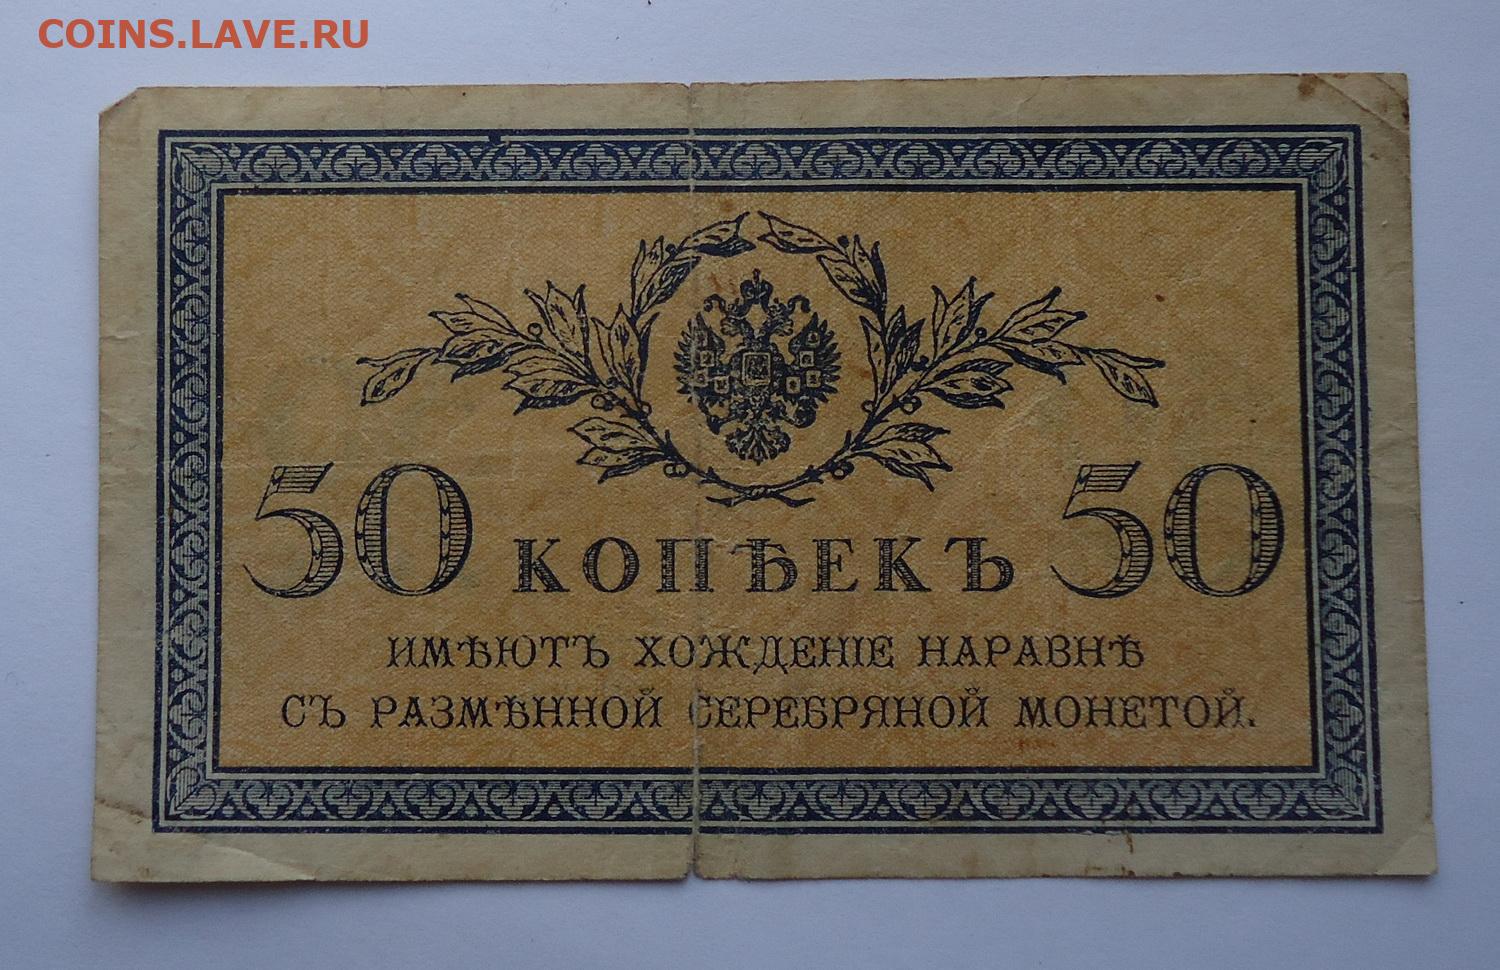 COINS.LAVE.RU
50 КОПѢЕКЪ 50
ИМѢЮТЪ ХОЖДЕНІЕ НАРАВНѢ
СЪ РАЗМѢННОЙ СЕРЕБРЯНОЙ МОНЕТОЙ.